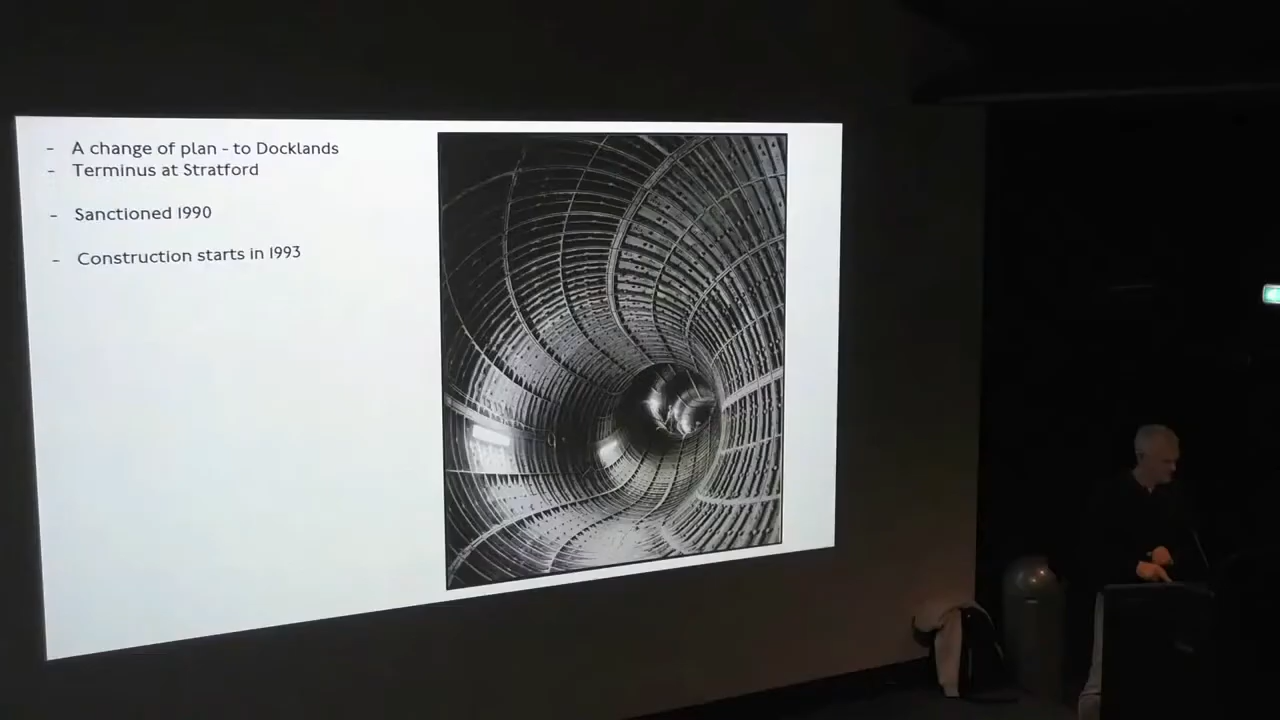 - A change of plan - to Docklands
- Terminus at Stratford
- Sanctioned 1990
- Construction starts in 1993